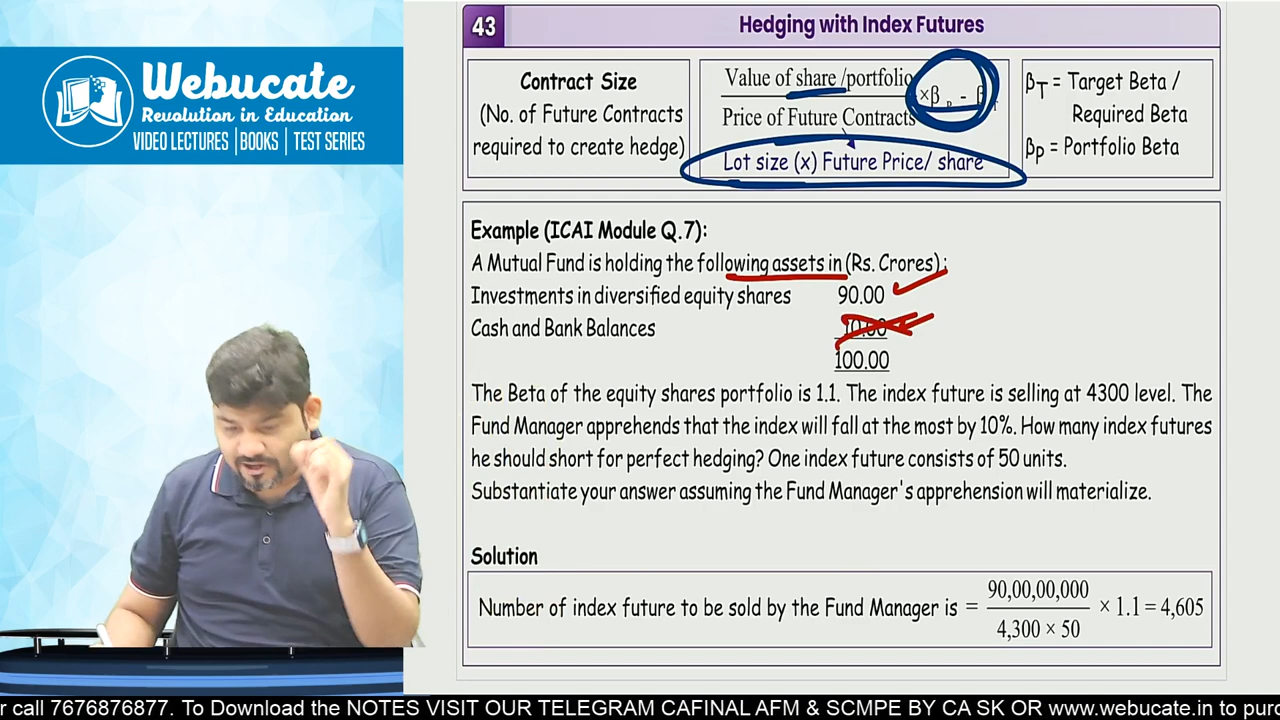 Webucate
Revolution in Education
VIDEO LECTURES | BOOKS | TEST SERIES
43
Hedging with Index Futures
Contract Size
(No. of Future Contracts
required to create hedge)
Value of share /portfolio
Price of Future Contracts
×β P - β T
Lot size (x) Future Price/ share
βT = Target Beta /
Required Beta
βp = Portfolio Beta
Example (ICAI Module Q.7):
A Mutual Fund is holding the following assets in (Rs. Crores) :
Investments in diversified equity shares 90.00
Cash and Bank Balances 10.00
100.00
The Beta of the equity shares portfolio is 1.1. The index future is selling at 4300 level. The
Fund Manager apprehends that the index will fall at the most by 10%. How many index futures
he should short for perfect hedging? One index future consists of 50 units.
Substantiate your answer assuming the Fund Manager's apprehension will materialize.
Solution
Number of index future to be sold by the Fund Manager is = 90,00,00,000 / 4,300 × 50 × 1.1 = 4,605
r call 7676876877. To Download the NOTES VISIT OUR TELEGRAM CAFINAL AFM & SCMPE BY CA SK OR www.webucate.in to purc